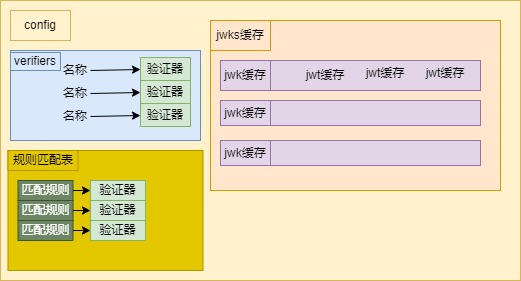 config
verifiers
名称 验证器
名称 验证器
名称 验证器
规则匹配表
匹配规则 验证器
匹配规则 验证器
匹配规则 验证器
jwks缓存
jwk缓存 jwt缓存 jwt缓存 jwt缓存
jwk缓存
jwk缓存